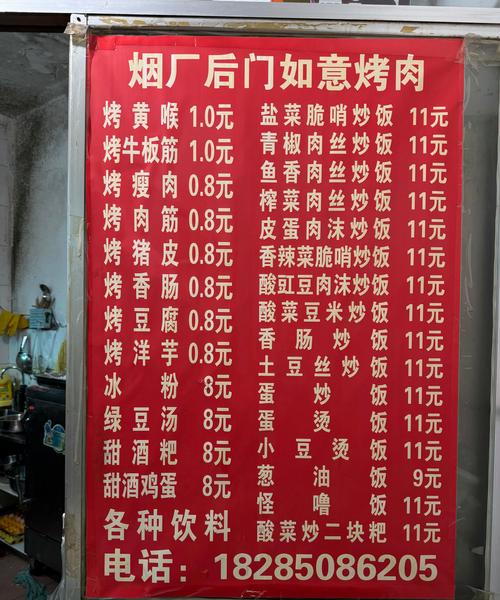 烟厂后门如意烤肉
烤黄喉 1.0元
烤牛板筋 1.0元
烤瘦肉 0.8元
烤肉筋 0.8元
烤猪皮 0.8元
烤香肠 0.8元
烤豆腐 0.8元
烤洋芋 0.8元
冰粉 8元
绿豆汤 8元
甜酒粑 8元
甜酒鸡蛋 8元
各种饮料
盐菜脆哨炒饭 11元
青椒肉丝炒饭 11元
鱼香肉丝炒饭 11元
榨菜肉丝炒饭 11元
皮蛋肉沫炒饭 11元
香辣菜脆哨炒饭 11元
酸豇豆肉沫炒饭 11元
酸菜豆米炒饭 11元
香肠炒饭 11元
土豆丝炒饭 11元
蛋炒饭 11元
蛋烫饭 11元
小豆烫饭 11元
葱油饭 9元
怪噜饭 11元
酸菜炒二块粑 11元
电话：18285086205